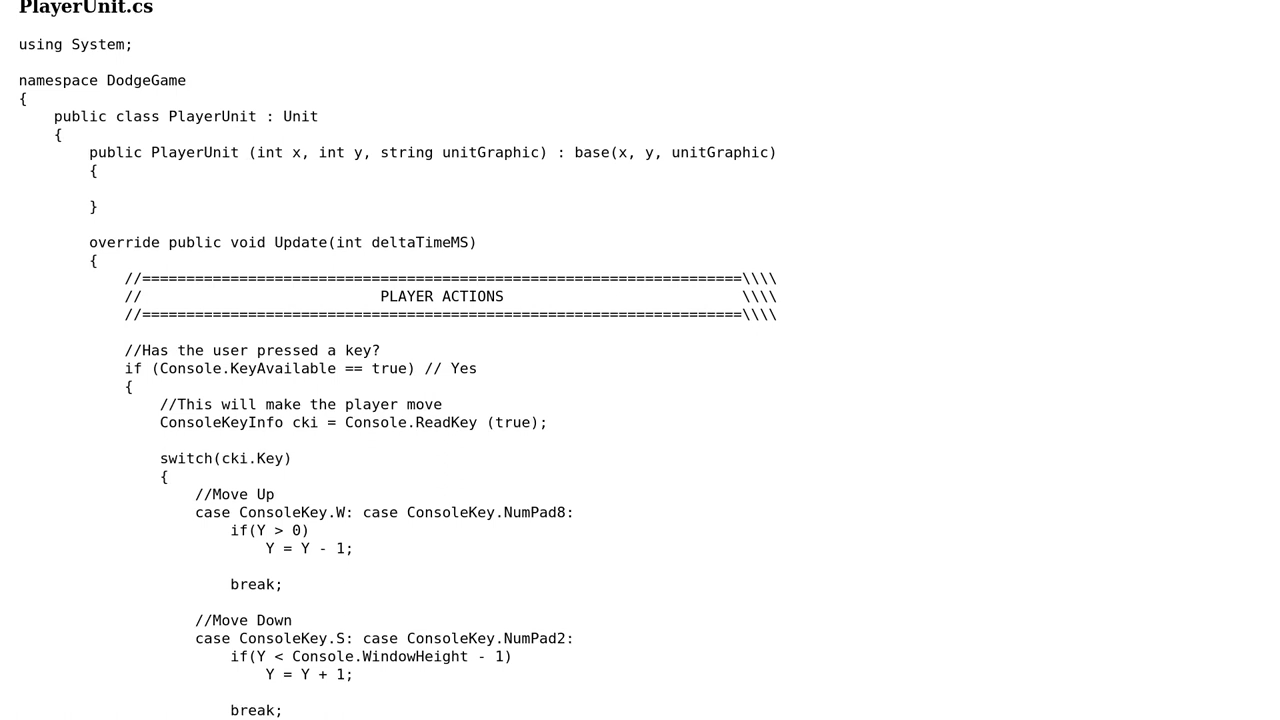 PlayerUnit.cs
using System;
namespace DodgeGame
{
    public class PlayerUnit : Unit
    {
        public PlayerUnit (int x, int y, string unitGraphic) : base(x, y, unitGraphic)
        {
        }
        override public void Update(int deltaTimeMS)
        {
            //====================================================================\\\\
            //                           PLAYER ACTIONS                           \\\\
            //====================================================================\\\\
            //Has the user pressed a key?
            if (Console.KeyAvailable == true) // Yes
            {
                //This will make the player move
                ConsoleKeyInfo cki = Console.ReadKey (true);
                switch(cki.Key)
                {
                    //Move Up
                    case ConsoleKey.W: case ConsoleKey.NumPad8:
                        if(Y > 0)
                            Y = Y - 1;
                        break;
                    //Move Down
                    case ConsoleKey.S: case ConsoleKey.NumPad2:
                        if(Y < Console.WindowHeight - 1)
                            Y = Y + 1;
                        break;